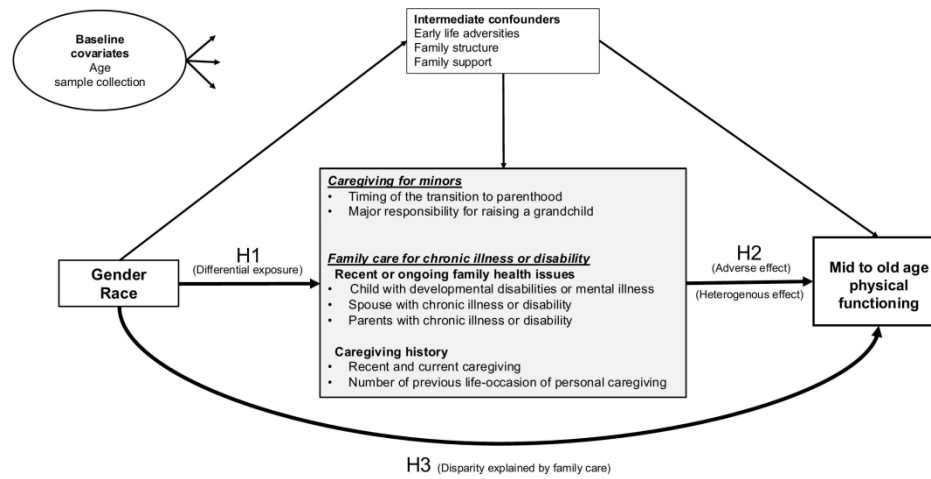 Baseline
covariates
Age
sample collection
Intermediate confounders
Early life adversities
Family structure
Family support
Gender
Race
H1
(Differential exposure)
Caregiving for minors
• Timing of the transition to parenthood
• Major responsibility for raising a grandchild
Family care for chronic illness or disability
Recent or ongoing family health issues
• Child with developmental disabilities or mental illness
• Spouse with chronic illness or disability
• Parents with chronic illness or disability
Caregiving history
• Recent and current caregiving
• Number of previous life-occasion of personal caregiving
H2
(Adverse effect)
(Heterogenous effect)
Mid to old age
physical
functioning
H3 (Disparity explained by family care)